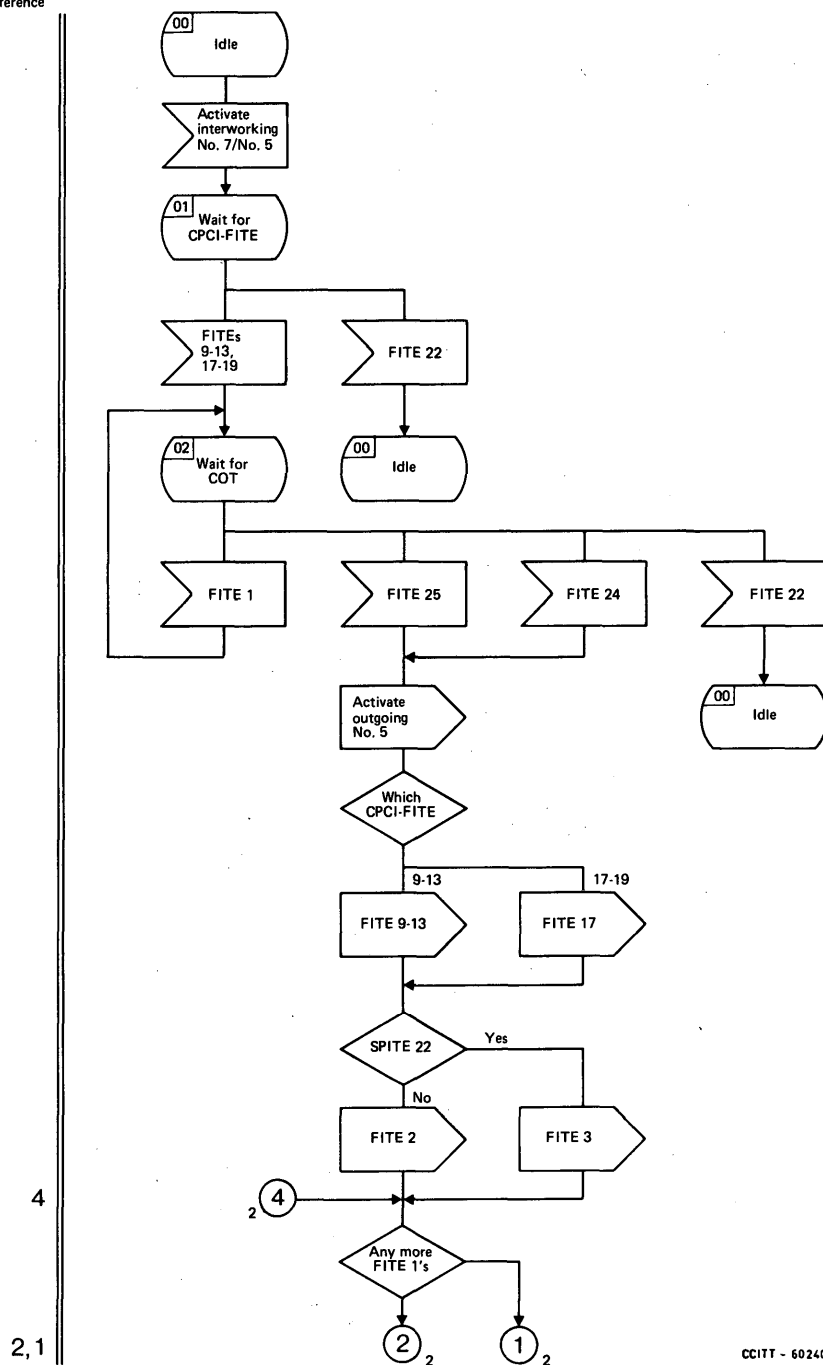 00
Idle
Activate
interworking
No. 7/No. 5
01
Wait for
CPCI-FITE
FITEs
9-13,
17-19
FITE 22
02
Wait for
COT
00
Idle
FITE 1
FITE 25
FITE 24
FITE 22
Activate
outgoing
No. 5
00
Idle
Which
CPCI-FITE
9-13
17-19
FITE 9-13
FITE 17
SPITE 22
Yes
No
FITE 2
FITE 3
4
2
4
Any more
FITE 1's
2,1
2
2
1
2
CCITT - 60240